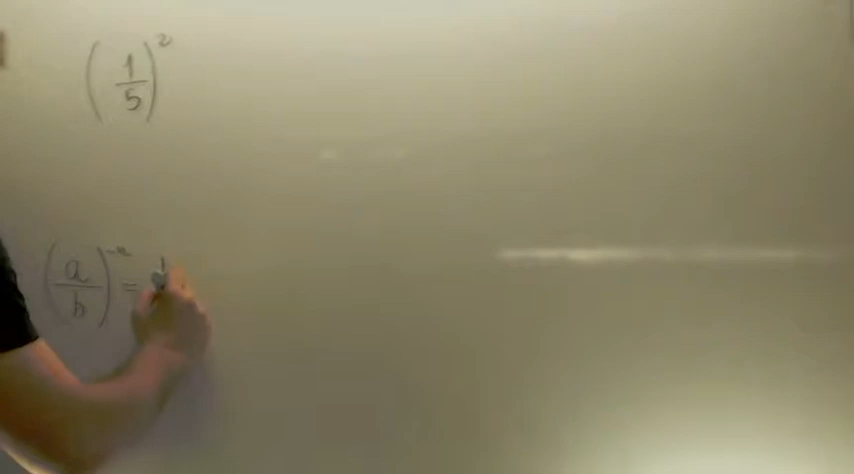 (1/5)²
(a/b)⁻ⁿ =